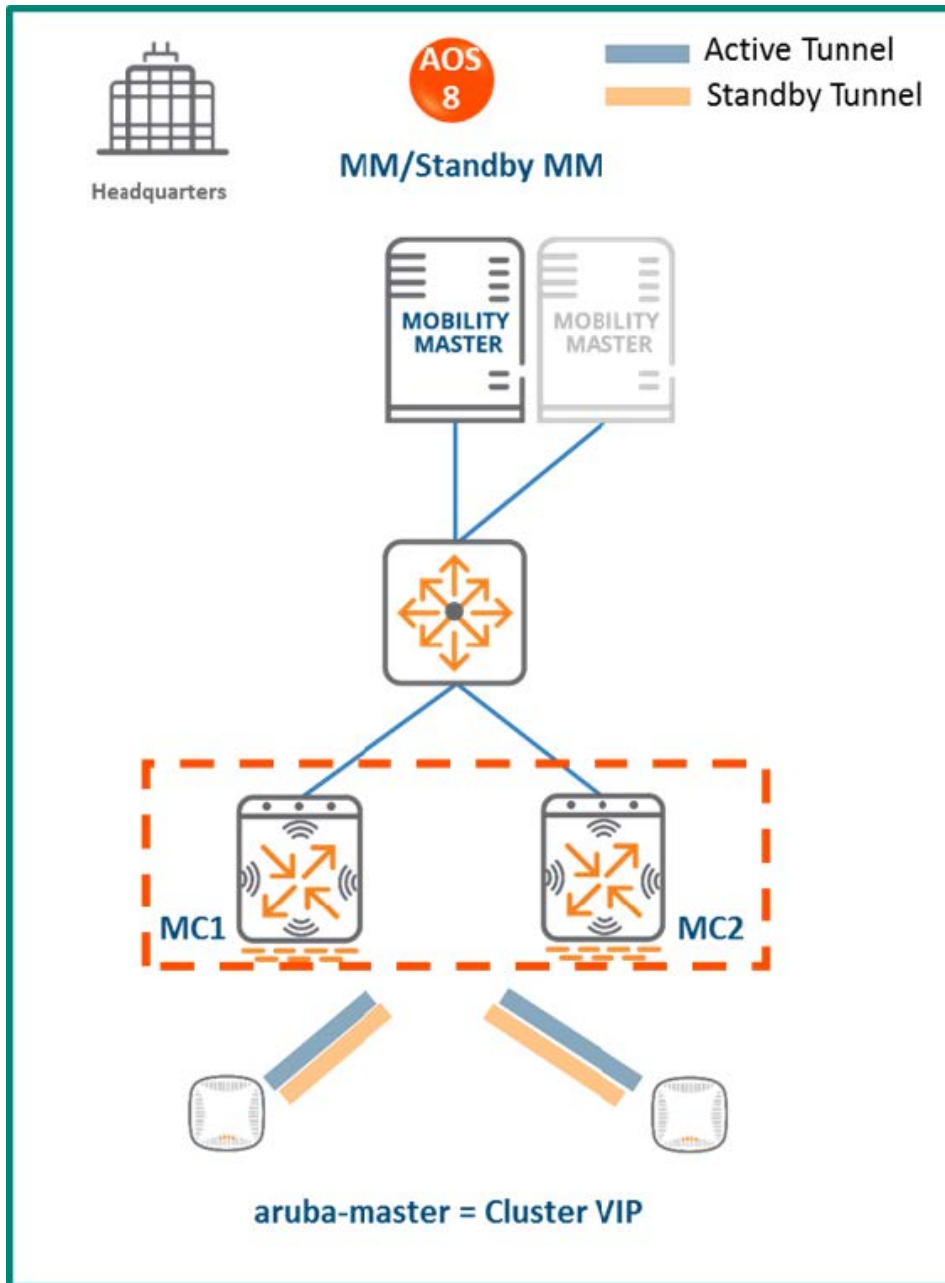 Headquarters
AOS
8
MM/Standby MM
Active Tunnel
Standby Tunnel
MOBILITY
MASTER
MOBILITY
MASTER
MC1
MC2
aruba-master = Cluster VIP